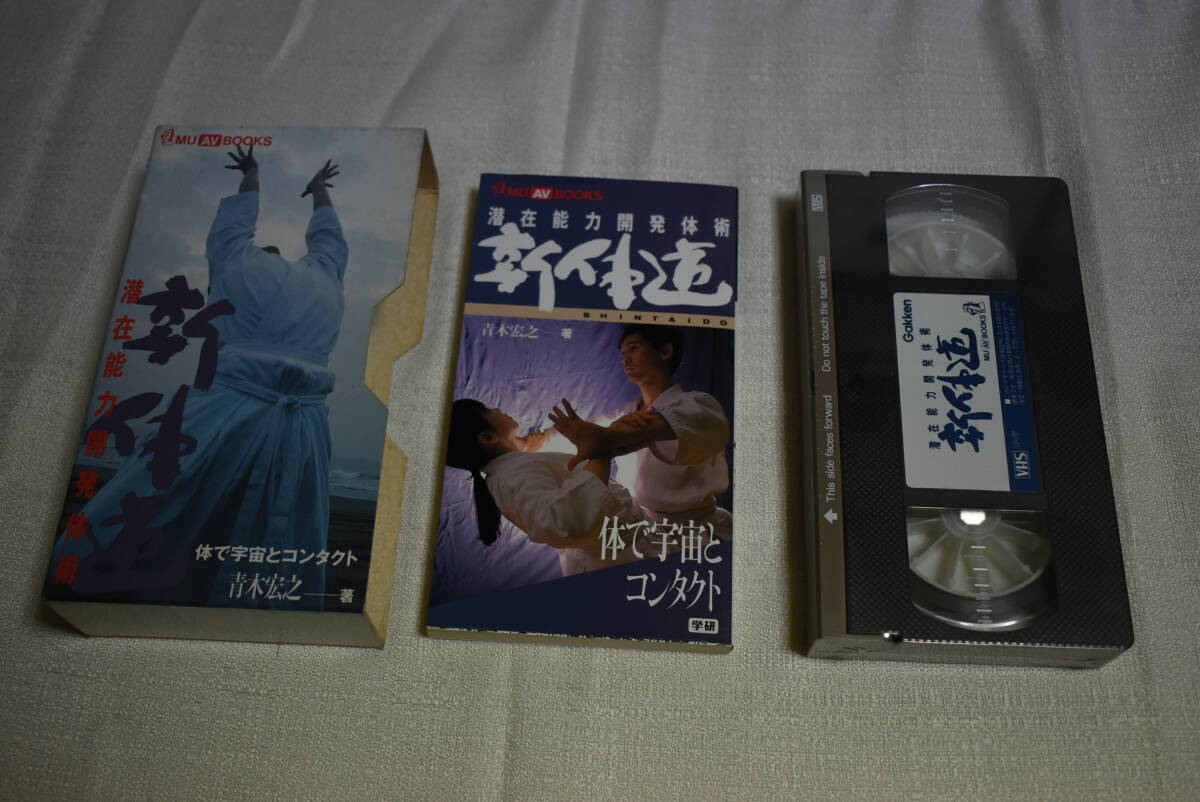 MU AV BOOKS
新体道
潜在能力開発体術
体で宇宙とコンタクト
青木宏之――著
MU AV BOOKS
潜在能力開発体術
新体道
SHINTAIDO
青木宏之―著
体で宇宙と
コンタクト
学研
VHS
This side faces forward Do not touch the tape inside
Gakken
潜在能力開発体術
新体道
MU AV BOOKS
VHS